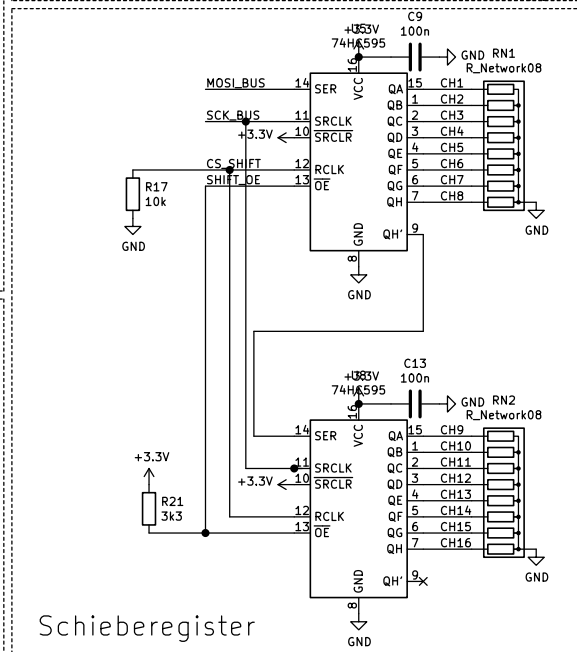 C9
+3.3V
U5
100n
74HC595
GND
RN1
R_Network08
16
VCC
MOSI_BUS
14
SER
QA
15
CH1
QB
1
CH2
SCK_BUS
11
SRCLK
QC
2
CH3
+3.3V
10
SRCLR
QD
3
CH4
QE
4
CH5
CS_SHIFT
12
RCLK
QF
5
CH6
SHIFT_OE
13
OE
QG
6
CH7
QH
7
CH8
R17
10k
GND
GND
QH'
9
GND
8
GND
C13
+3.3V
U8
100n
74HC595
GND
RN2
R_Network08
16
VCC
14
SER
QA
15
CH9
QB
1
CH10
11
SRCLK
QC
2
CH11
+3.3V
10
SRCLR
QD
3
CH12
QE
4
CH13
12
RCLK
QF
5
CH14
13
OE
QG
6
CH15
QH
7
CH16
+3.3V
R21
3k3
GND
QH'
9
GND
8
GND
Schieberegister